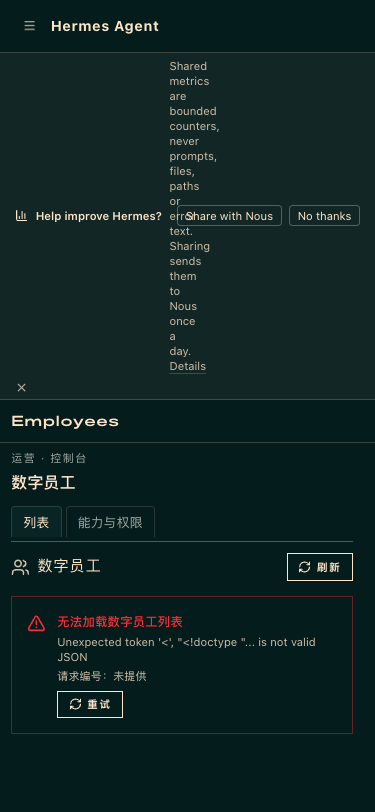 Hermes Agent
Shared
metrics
are
bounded
counters,
never
prompts,
files,
paths
or
error
text.
Sharing
sends
them
to
Nous
once
a
day.
Details
Help improve Hermes?
Share with Nous
No thanks
Employees
运营 · 控制台
数字员工
列表
能力与权限
数字员工
刷新
无法加载数字员工列表
Unexpected token '<', "<!doctype "... is not valid
JSON
请求编号：未提供
重试